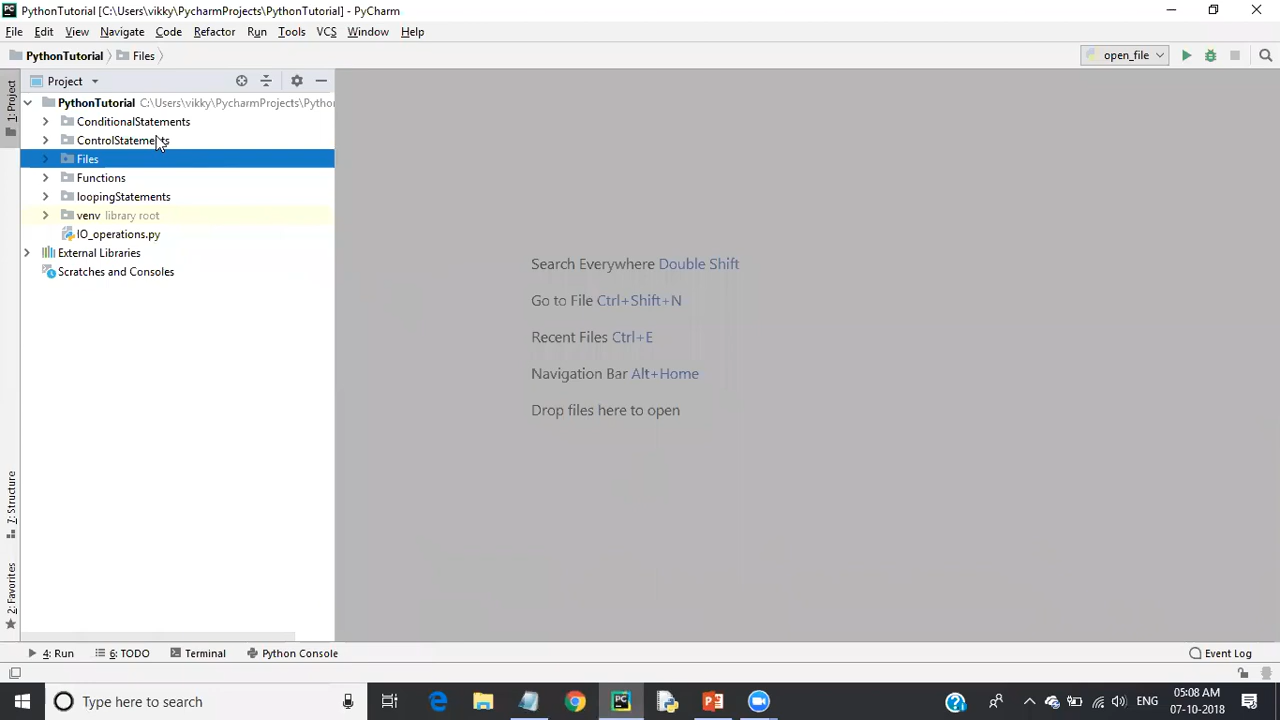 PythonTutorial [C:\Users\vikky\PycharmProjects\PythonTutorial] - PyCharm
File Edit View Navigate Code Refactor Run Tools VCS Window Help
PythonTutorial Files open_file
1: Project
Project
PythonTutorial C:\Users\vikky\PycharmProjects\Pytho
ConditionalStatements
ControlStatements
Files
Functions
loopingStatements
venv library root
IO_operations.py
External Libraries
Scratches and Consoles
Search Everywhere Double Shift
Go to File Ctrl+Shift+N
Recent Files Ctrl+E
Navigation Bar Alt+Home
Drop files here to open
7: Structure
2: Favorites
4: Run 6: TODO Terminal Python Console Event Log
Type here to search
ENG
05:08 AM
07-10-2018